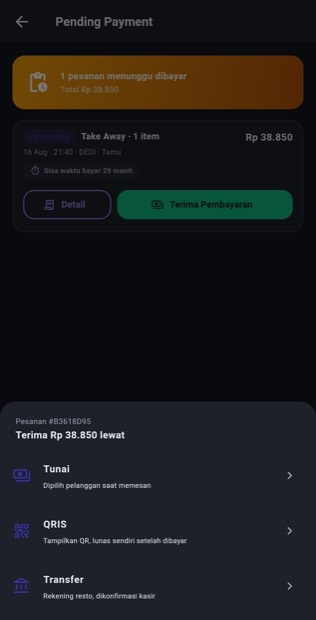 Pending Payment
1 pesanan menunggu dibayar
Total Rp 38.850
Take Away · 1 item
Rp 38.850
16 Aug · 21:40 · DEDI · Tamu
Sisa waktu bayar 29 menit
Detail
Terima Pembayaran
Pesanan #B3618D95
Terima Rp 38.850 lewat
Tunai
Dipilih pelanggan saat memesan
QRIS
Tampilkan QR, lunas sendiri setelah dibayar
Transfer
Rekening resto, dikonfirmasi kasir